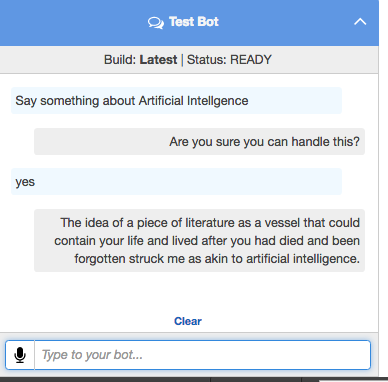 Test Bot
Build: Latest | Status: READY
Say something about Artificial Intellgence
Are you sure you can handle this?
yes
The idea of a piece of literature as a vessel that could
contain your life and lived after you had died and been
forgotten struck me as akin to artificial intelligence.
Clear
Type to your bot...